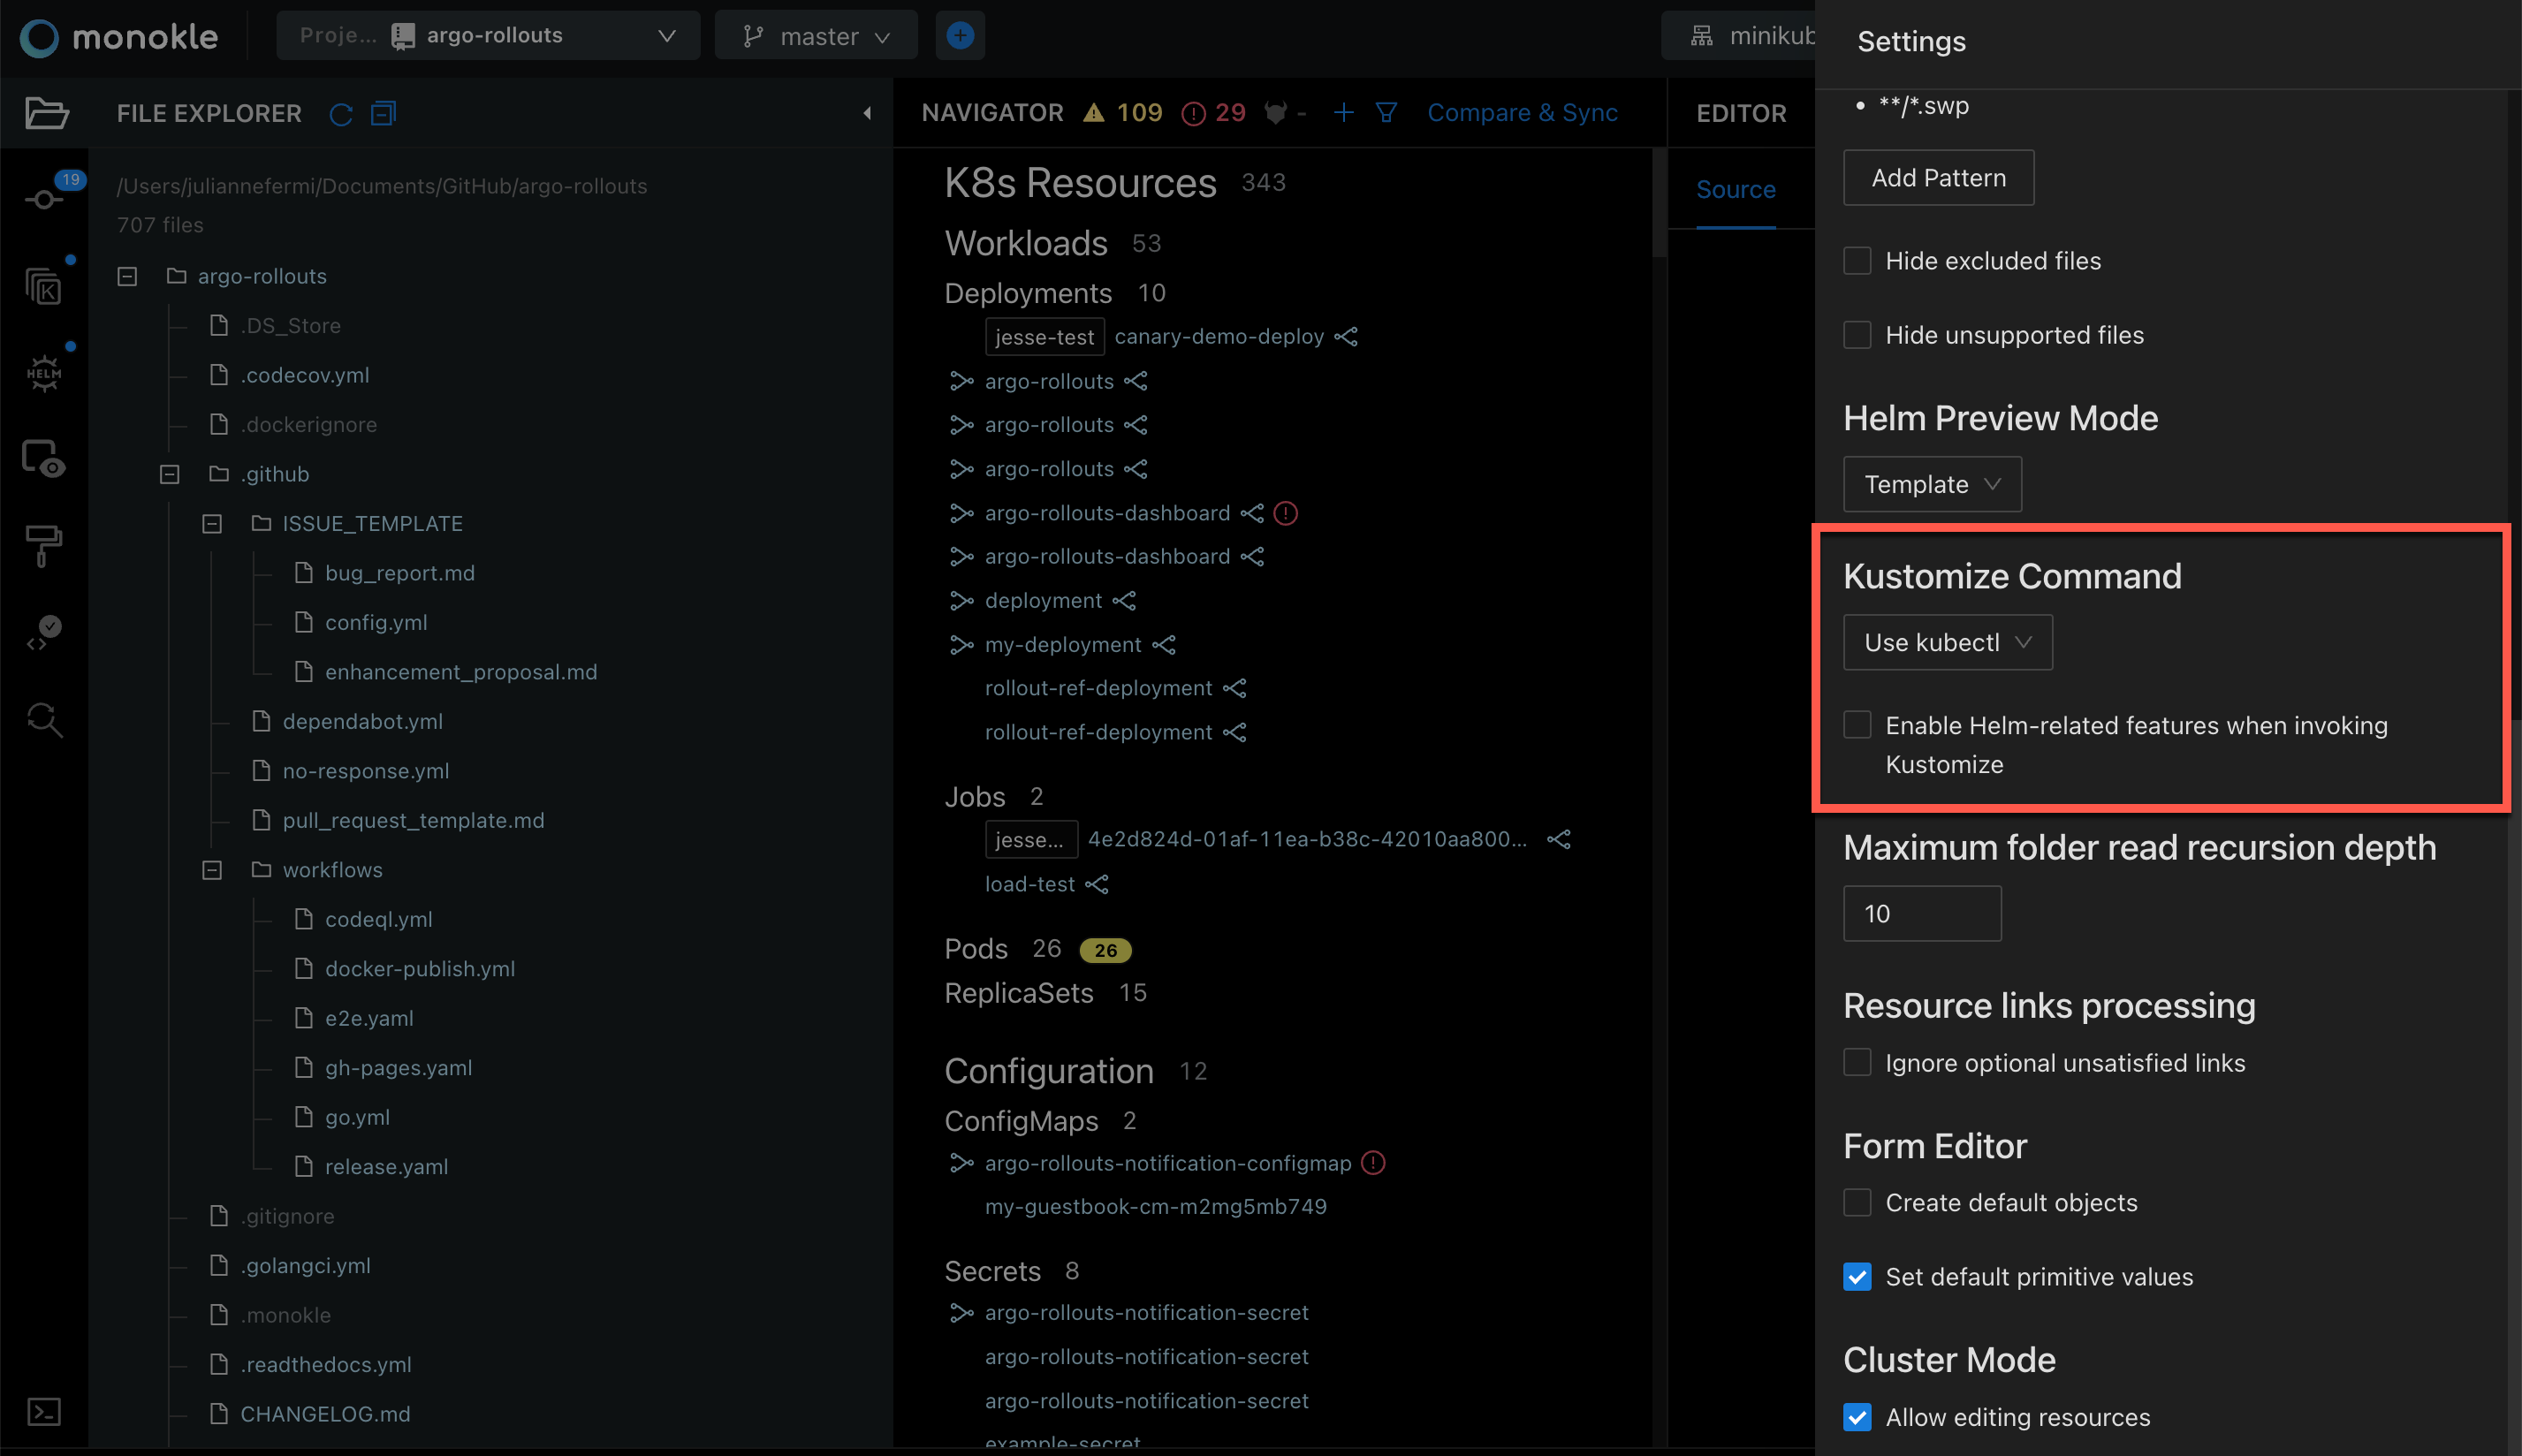 monokle
Proje... argo-rollouts
master
minikub
Settings
FILE EXPLORER
NAVIGATOR 109 29 -
Compare & Sync
EDITOR
19
HELM
/Users/juliannefermi/Documents/GitHub/argo-rollouts
707 files
argo-rollouts
.DS_Store
.codecov.yml
.dockerignore
.github
ISSUE_TEMPLATE
bug_report.md
config.yml
enhancement_proposal.md
dependabot.yml
no-response.yml
pull_request_template.md
workflows
codeql.yml
docker-publish.yml
e2e.yaml
gh-pages.yaml
go.yml
release.yaml
.gitignore
.golangci.yml
.monokle
.readthedocs.yml
CHANGELOG.md
K8s Resources 343
Workloads 53
Deployments 10
jesse-test canary-demo-deploy
argo-rollouts
argo-rollouts
argo-rollouts
argo-rollouts-dashboard
argo-rollouts-dashboard
deployment
my-deployment
rollout-ref-deployment
rollout-ref-deployment
Jobs 2
jesse... 4e2d824d-01af-11ea-b38c-42010aa800...
load-test
Pods 26 26
ReplicaSets 15
Configuration 12
ConfigMaps 2
argo-rollouts-notification-configmap
my-guestbook-cm-m2mg5mb749
Secrets 8
argo-rollouts-notification-secret
argo-rollouts-notification-secret
argo-rollouts-notification-secret
example-secret
Source
• **/*.swp
Add Pattern
Hide excluded files
Hide unsupported files
Helm Preview Mode
Template
Kustomize Command
Use kubectl
Enable Helm-related features when invoking
Kustomize
Maximum folder read recursion depth
10
Resource links processing
Ignore optional unsatisfied links
Form Editor
Create default objects
Set default primitive values
Cluster Mode
Allow editing resources